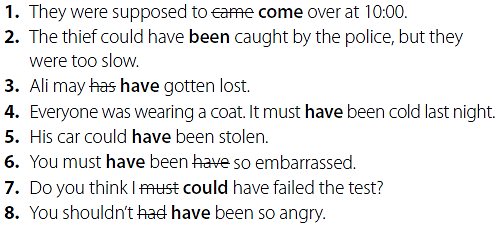 1. They were supposed to came come over at 10:00.
2. The thief could have been caught by the police, but they
were too slow.
3. Ali may has have gotten lost.
4. Everyone was wearing a coat. It must have been cold last night.
5. His car could have been stolen.
6. You must have been have so embarrassed.
7. Do you think I must could have failed the test?
8. You shouldn't had have been so angry.